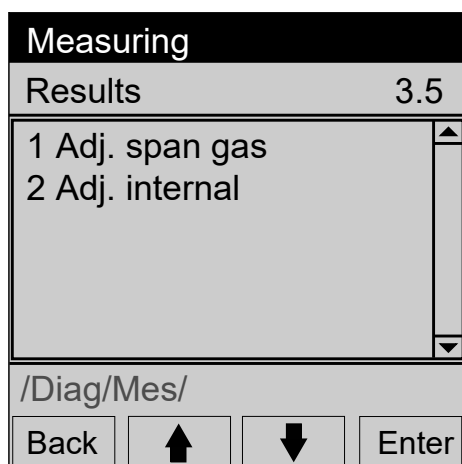 Measuring
Results 3.5
1 Adj. span gas
2 Adj. internal
/Diag/Mes/
Back Enter